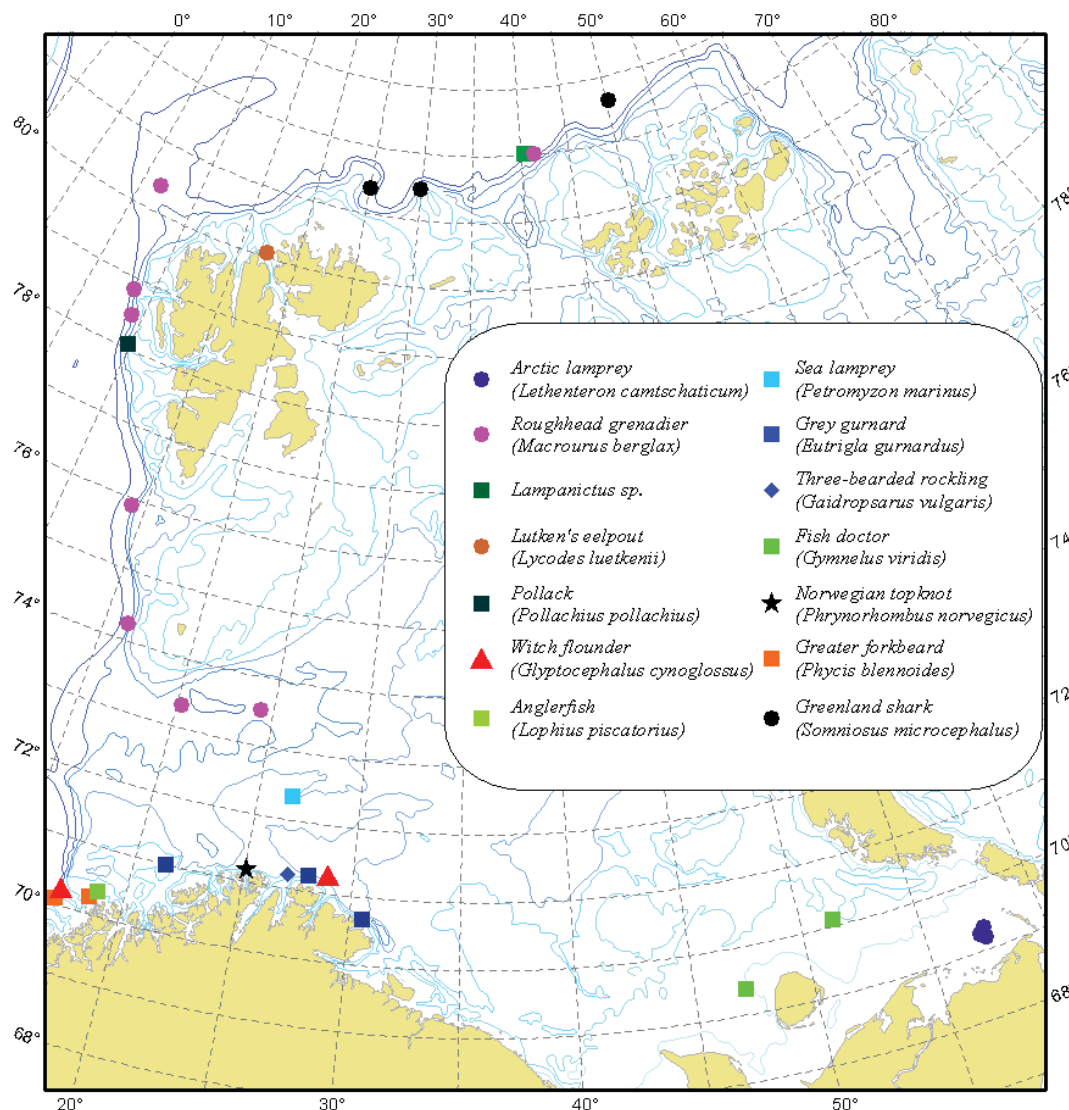 0° 10° 20° 30° 40° 50° 60° 70° 80°
80°
78°
78°
76°
Arctic lamprey
(Lethenteron camtschaticum)
Sea lamprey
(Petromyzon marinus)
Roughhead grenadier
(Macrourus berglax)
Grey gurnard
(Eutrigla gurnardus)
76°
Lampanictus sp.
Three-bearded rockling
(Gaidropsarus vulgaris)
Lutken's eelpout
(Lycodes luetkenii)
Fish doctor
(Gymnelus viridis)
74°
74°
Pollack
(Pollachius pollachius)
Norwegian topknot
(Phrynorhombus norvegicus)
Witch flounder
(Glyptocephalus cynoglossus)
Greater forkbeard
(Phycis blennoides)
72°
Anglerfish
(Lophius piscatorius)
Greenland shark
(Somniosus microcephalus)
72°
70°
70°
68°
68°
20° 30° 40° 50°